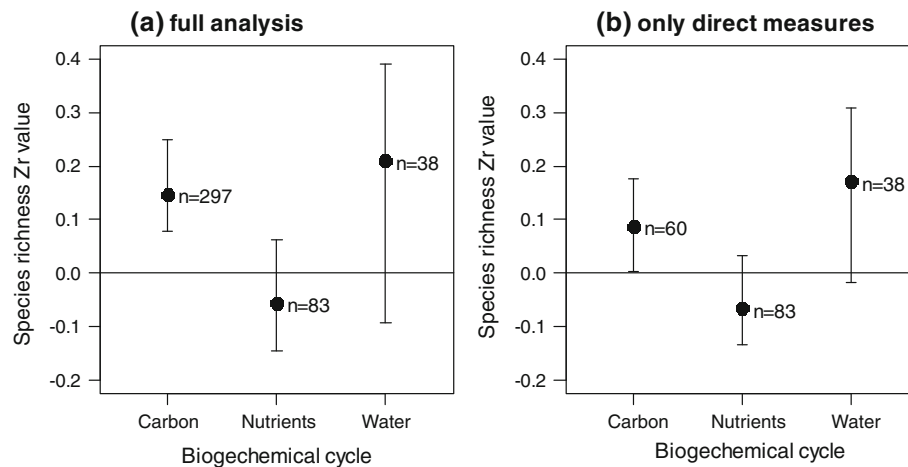 (a) full analysis
Species richness Zr value
0.4
0.3
0.2
0.1
0.0
-0.1
-0.2
n=297
n=83
n=38
Carbon Nutrients Water
Biogechemical cycle
(b) only direct measures
Species richness Zr value
0.4
0.3
0.2
0.1
0.0
-0.1
-0.2
n=60
n=83
n=38
Carbon Nutrients Water
Biogechemical cycle